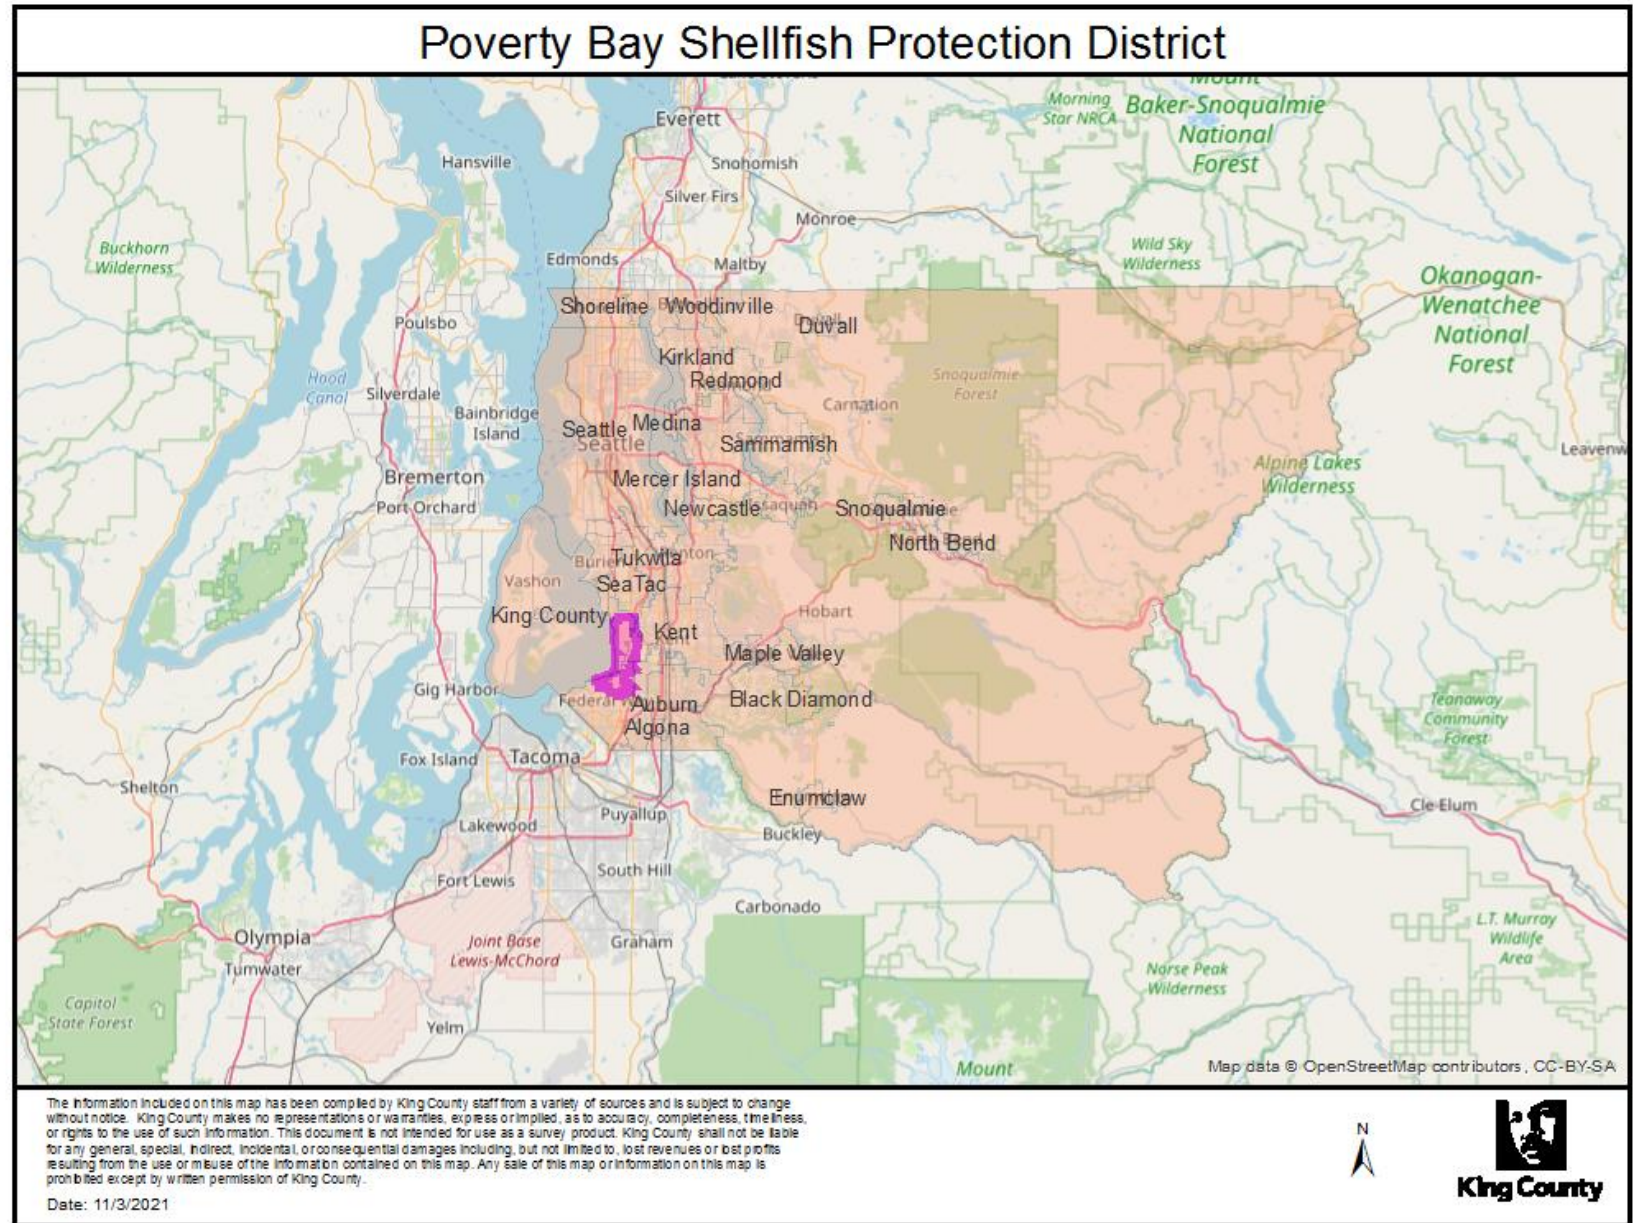 Poverty Bay Shellfish Protection District
Mount
Baker-Snoqualmie
National
Forest
Morning
Star NRCA
Everett
Hansville
Snohomish
Silver Firs
Monroe
Buckhorn
Wilderness
Wild Sky
Wilderness
Edmonds
Maltby
Okanogan-
Wenatchee
National
Forest
Shoreline
Woodinville
Duvall
Poulsbo
Kirkland
Redmond
Snoqualmie
Forest
Hood
Canal
Silverdale
Carnation
Bainbridge
Island
Seattle
Medina
Seattle
Sammamish
Leavenw
Alpine Lakes
Wilderness
Bremerton
Mercer Island
Port Orchard
Newcastle
Snoqualmie
North Bend
Tukwila
Vashon
SeaTac
Hobart
King County
Kent
Maple Valley
Gig Harbor
Federal
Auburn
Black Diamond
Teanaway
Community
Forest
Algona
Fox Island
Tacoma
Shelton
Enumclaw
Cle Elum
Puyallup
Lakewood
Buckley
South Hill
Fort Lewis
Carbonado
Olympia
Joint Base
Lewis-McChord
Graham
L.T. Murray
Wildlife
Area
Tumwater
Norse Peak
Wilderness
Capitol
State Forest
Yelm
Mount
Map data © OpenStreetMap contributors, CC-BY-SA
The information included on this map has been compiled by King County staff from a variety of sources and is subject to change
without notice. King County makes no representations or warranties, express or implied, as to accuracy, completeness, timeliness,
or rights to the use of such information. This document is not intended for use as a survey product. King County shall not be liable
for any general, special, indirect, incidental, or consequential damages including, but not limited to, lost revenues or lost profits
resulting from the use or misuse of the information contained on this map. Any sale of this map or information on this map is
prohibited except by written permission of King County.
Date: 11/3/2021
N
King County